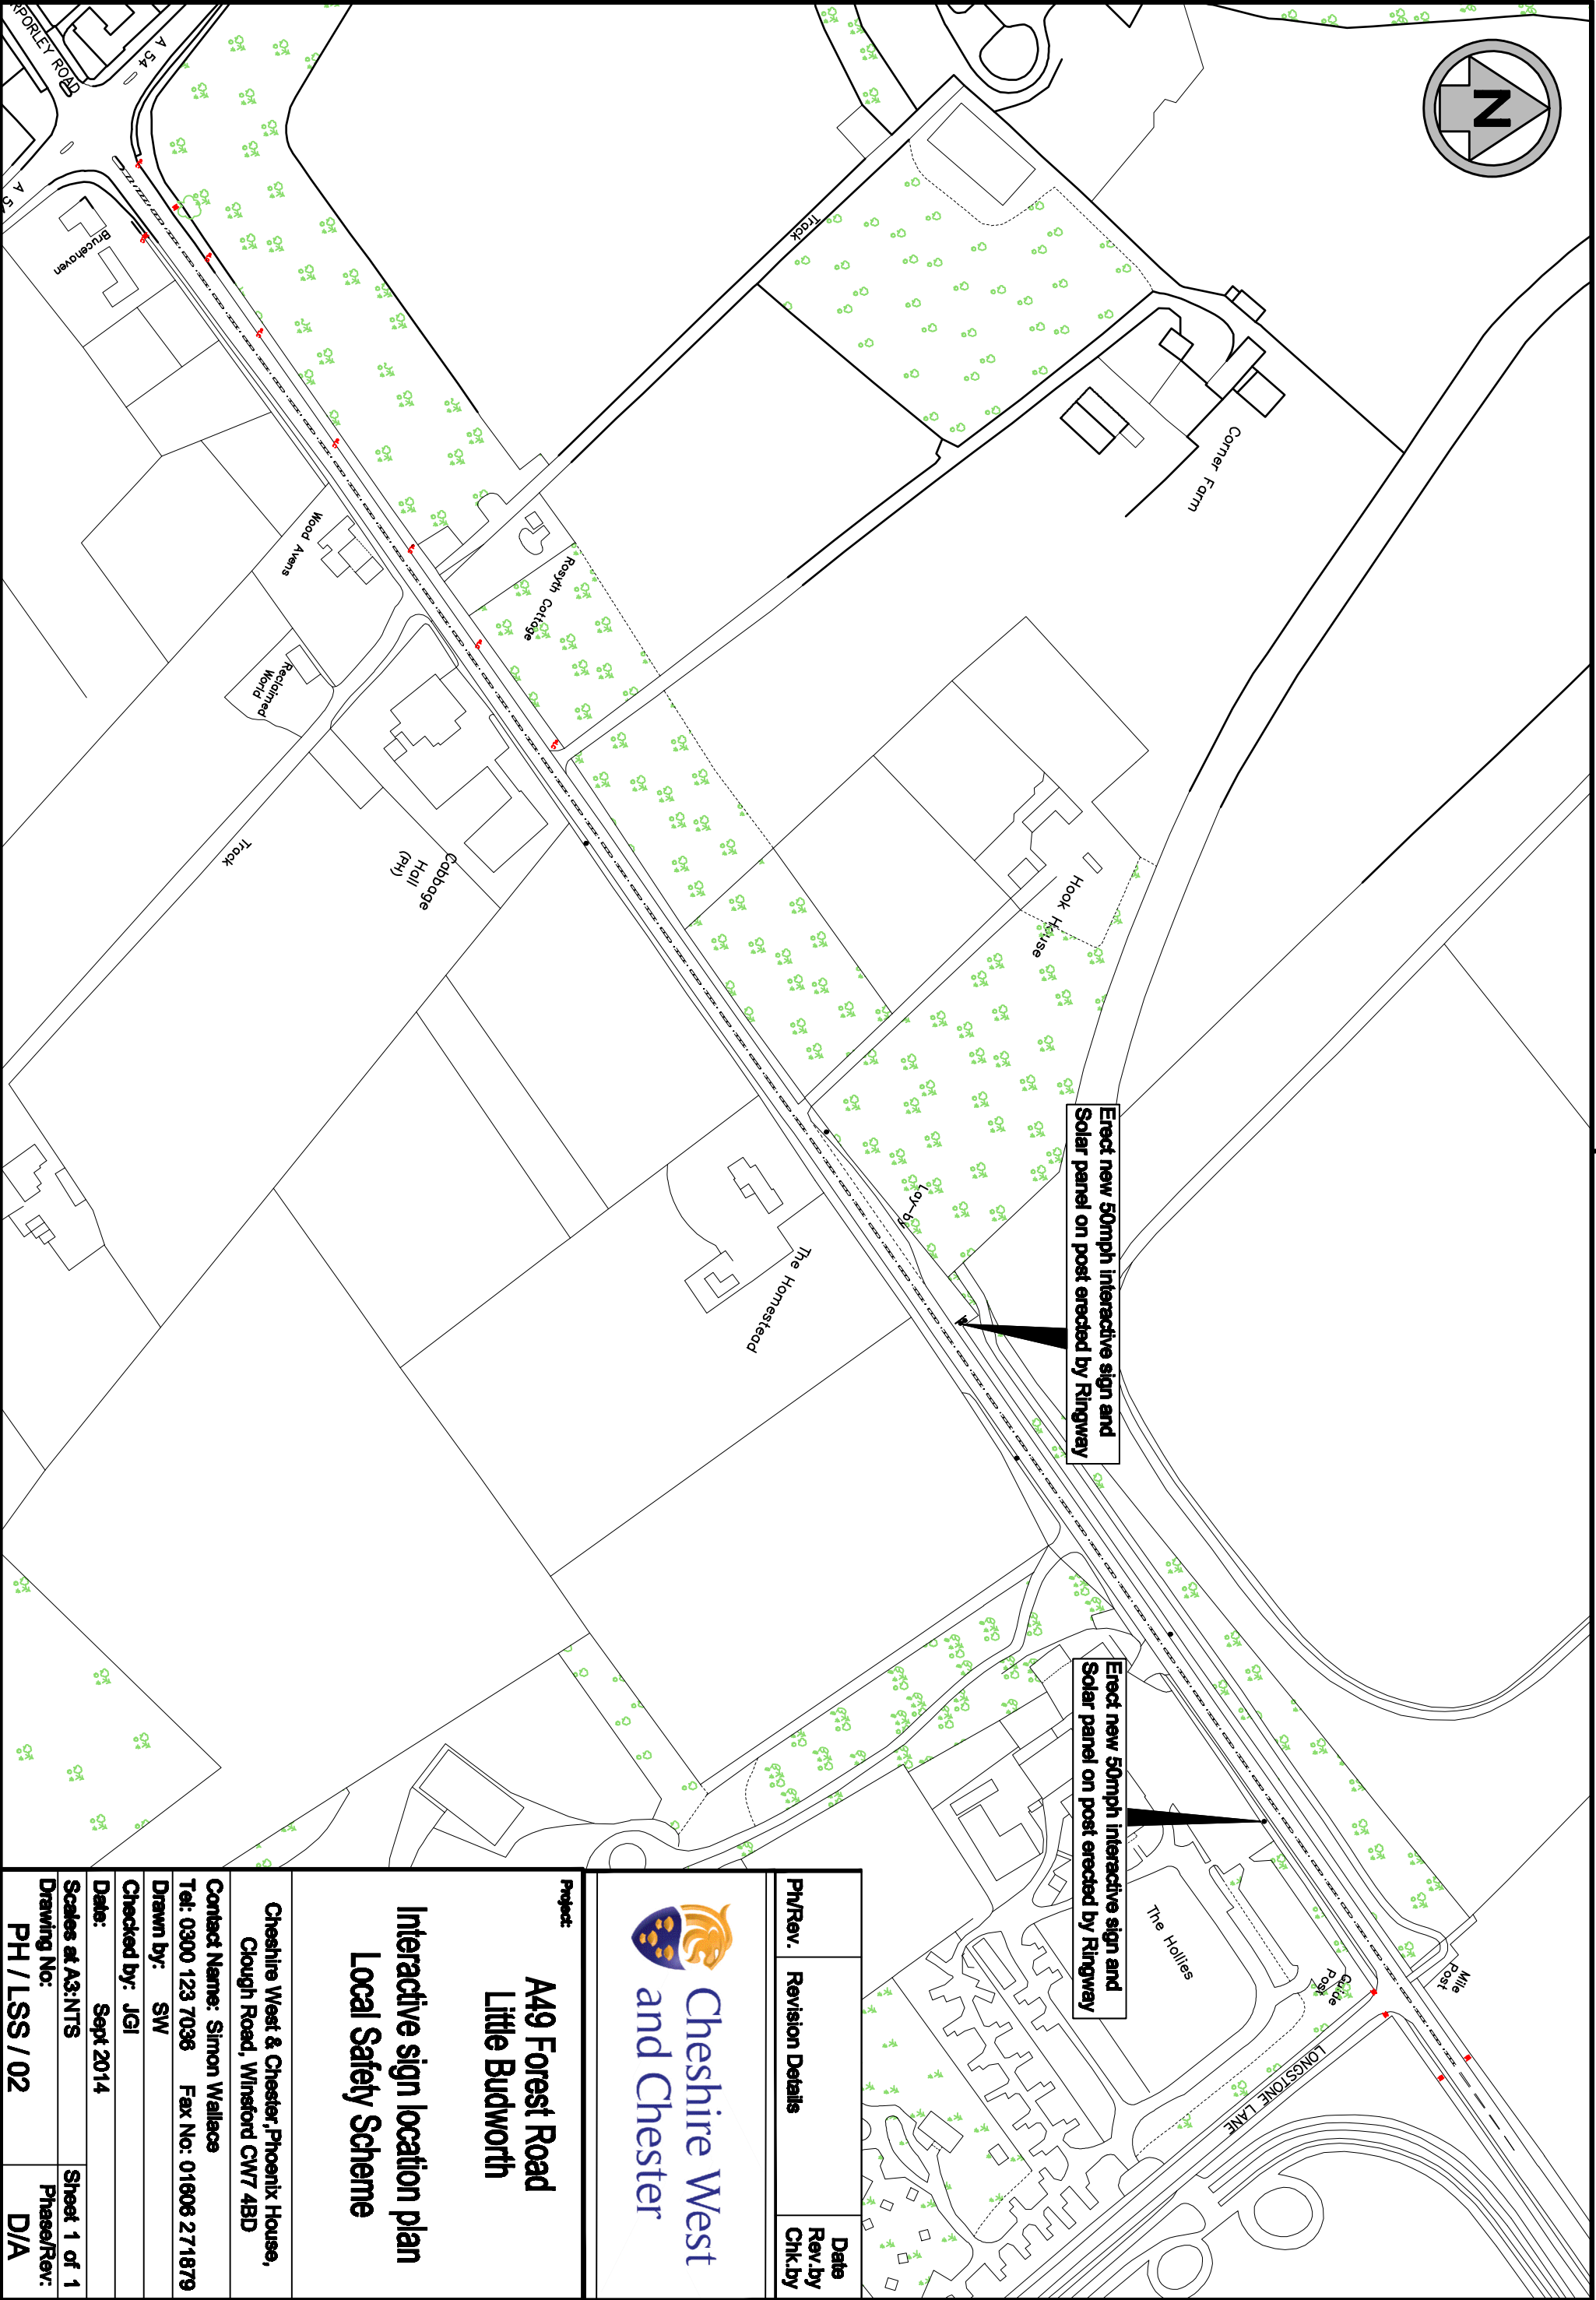 N
A 54
RPORLEY ROAD
A 5
Brucehaven
Track
Corner Farm
Wood Avens
Rosyth Cottage
Reclaimed
World
Track
Cabbage
Hall
(PH)
Hook House
Lay-by
The Homestead
Erect new 50mph interactive sign and
Solar panel on post erected by Ringway
Erect new 50mph interactive sign and
Solar panel on post erected by Ringway
The Hollies
Guide
Post
Mile
Post
LONGSTONE LANE
Ph/Rev.
Revision Details
Date
Rev.by
Chk.by
Cheshire West
and Chester
Project:
A49 Forest Road
Little Budworth
Interactive sign location plan
Local Safety Scheme
Cheshire West & Chester,Phoenix House,
Clough Road, Winsford CW7 4BD
Contact Name: Simon Wallace
Tel: 0300 123 7036 Fax No: 01606 271879
Drawn by: SW
Checked by: JGI
Date: Sept 2014
Scales at A3:NTS
Sheet 1 of 1
Drawing No:
PH / LSS / 02
Phase/Rev:
D/A